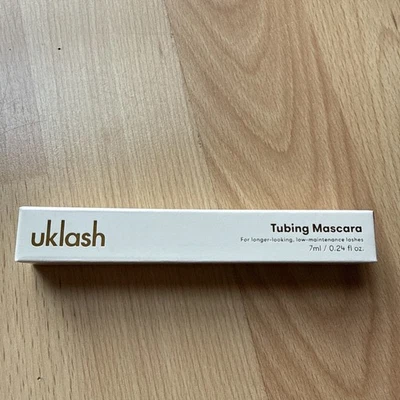 uklash
Tubing Mascara
For longer-looking, low-maintenance lashes
7ml / 0.24 fl oz.